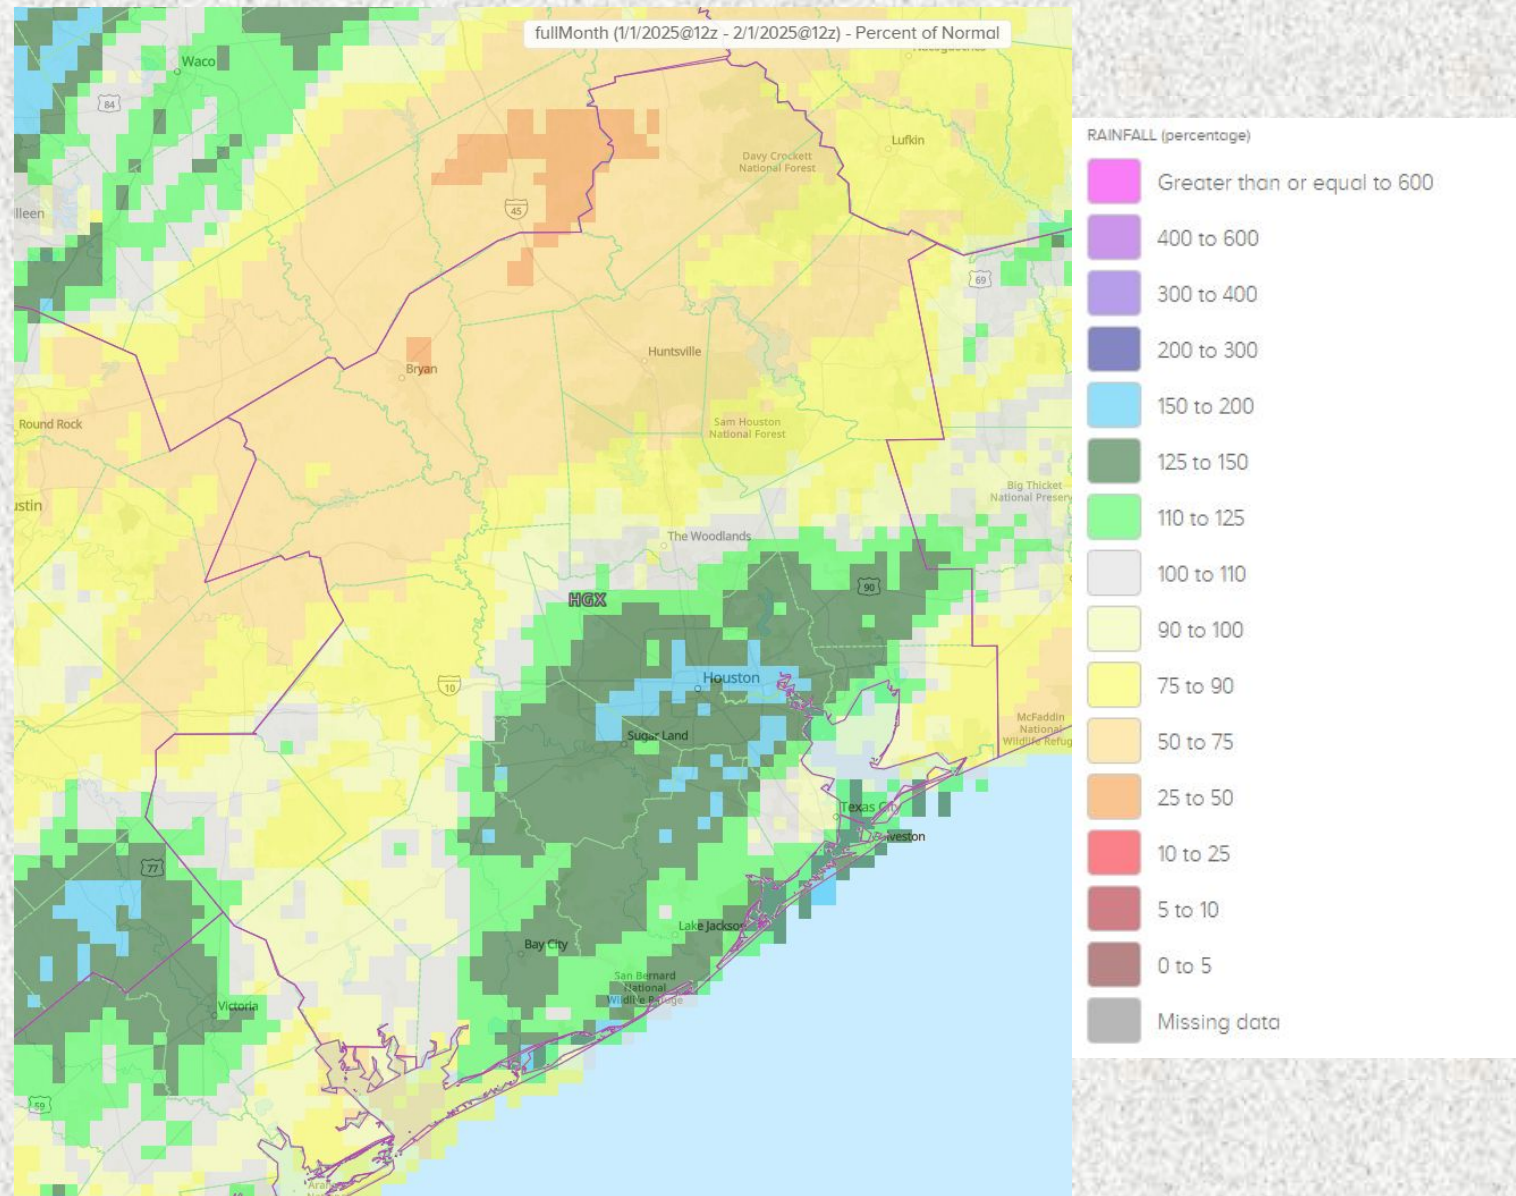 fullMonth (1/1/2025@12z - 2/1/2025@12z) - Percent of Normal
Nacogdoches
Waco
84
Lufkin
Davy Crockett
National Forest
45
lleen
69
Huntsville
Bryan
Round Rock
Sam Houston
National Forest
Big Thicket
National Preserv
ustin
The Woodlands
90
HGX
Houston
10
McFaddin
National
Wildlife Refug
Sugar Land
Texas City
Galveston
77
Lake Jackson
Bay City
San Bernard
National
Wildlife Refuge
Victoria
59
RAINFALL (percentage)
Greater than or equal to 600
400 to 600
300 to 400
200 to 300
150 to 200
125 to 150
110 to 125
100 to 110
90 to 100
75 to 90
50 to 75
25 to 50
10 to 25
5 to 10
0 to 5
Missing data